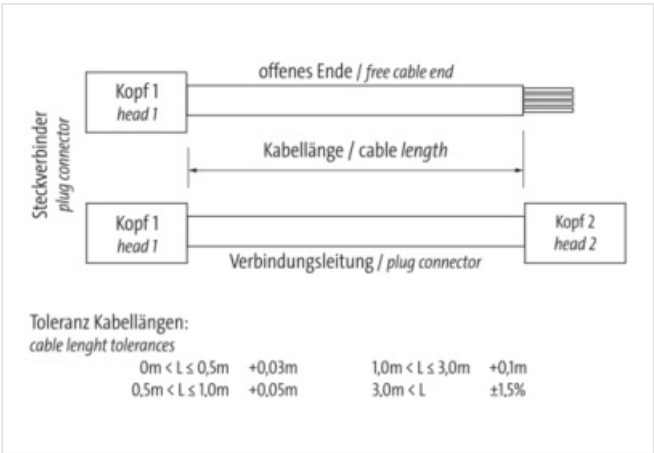 offenes Ende / free cable end
Kopf 1
head 1
Steckverbinder
plug connector
Kabellänge / cable length
Kopf 1
head 1
Kopf 2
head 2
Verbindungsleitung / plug connector
Toleranz Kabellängen:
cable lenght tolerances
0m < L ≤ 0,5m +0,03m 1,0m < L ≤ 3,0m +0,1m
0,5m < L ≤ 1,0m +0,05m 3,0m < L ±1,5%